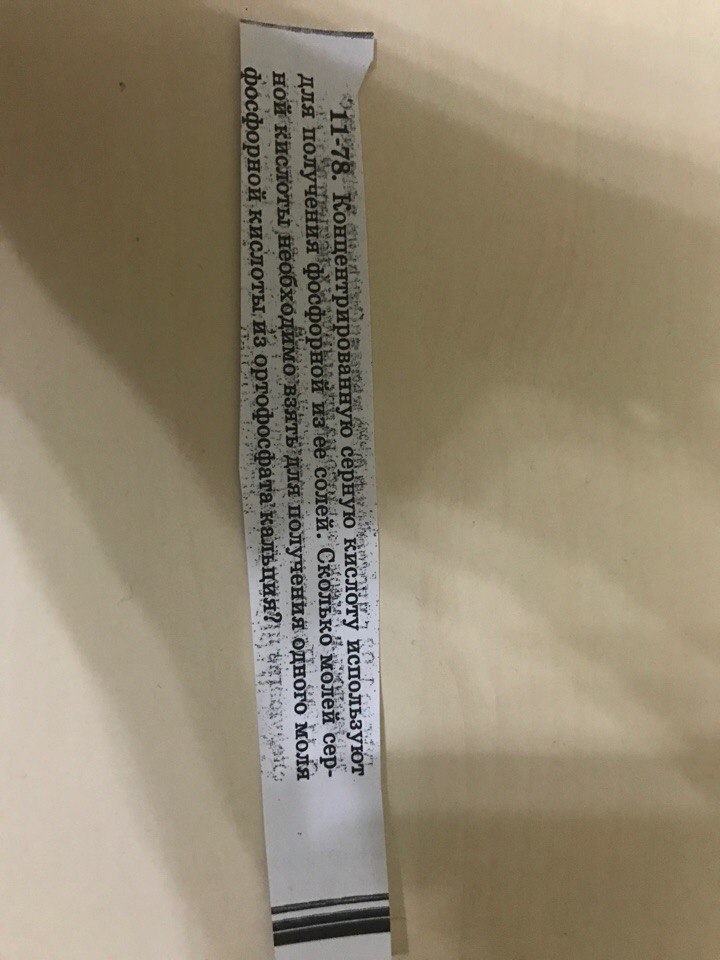 11-78. Концентрированную серную кислоту используют
для получения фосфорной из ее солей. Сколько молей сер-
ной кислоты необходимо взять для получения одного моля
фосфорной кислоты из ортофосфата кальция?